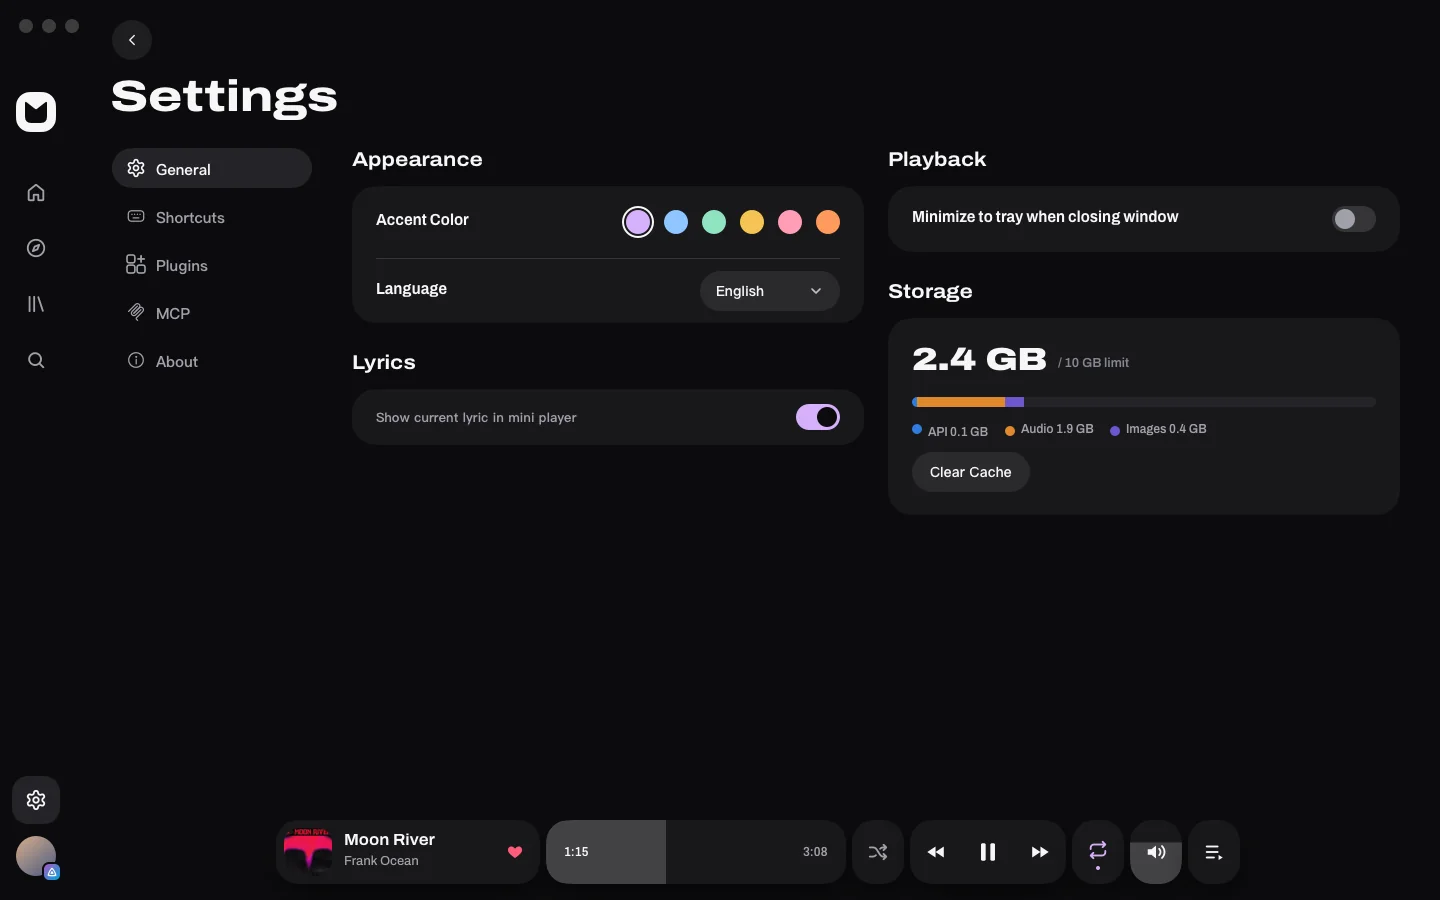 Settings
General
Shortcuts
Plugins
MCP
About
Appearance
Accent Color
Language
English
Lyrics
Show current lyric in mini player
Playback
Minimize to tray when closing window
Storage
2.4 GB / 10 GB limit
API 0.1 GB Audio 1.9 GB Images 0.4 GB
Clear Cache
Moon River
Frank Ocean
1:15
3:08